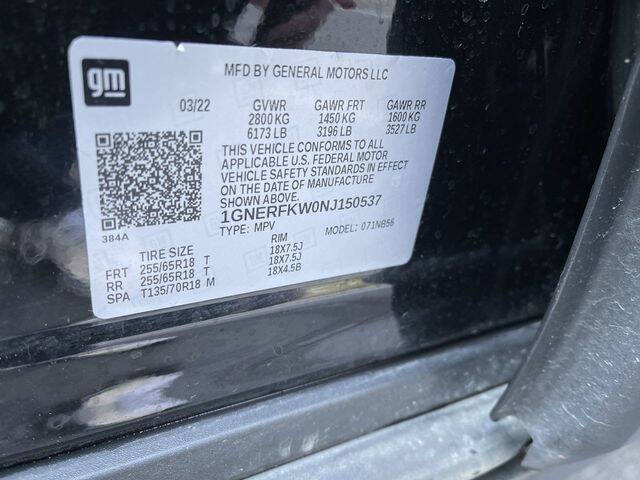 gm
MFD BY GENERAL MOTORS LLC
03/22 GVWR GAWR FRT GAWR RR
2800 KG 1450 KG 1600 KG
6173 LB 3196 LB 3527 LB
THIS VEHICLE CONFORMS TO ALL
APPLICABLE U.S. FEDERAL MOTOR
VEHICLE SAFETY STANDARDS IN EFFECT
ON THE DATE OF MANUFACTURE
1GNERFKW0NJ150537
TYPE: MPV MODEL: 071NB56
384A
TIRE SIZE RIM
FRT 255/65R18 T 18X7.5J
RR 255/65R18 T 18X7.5J
SPA T135/70R18 M 18X4.5B